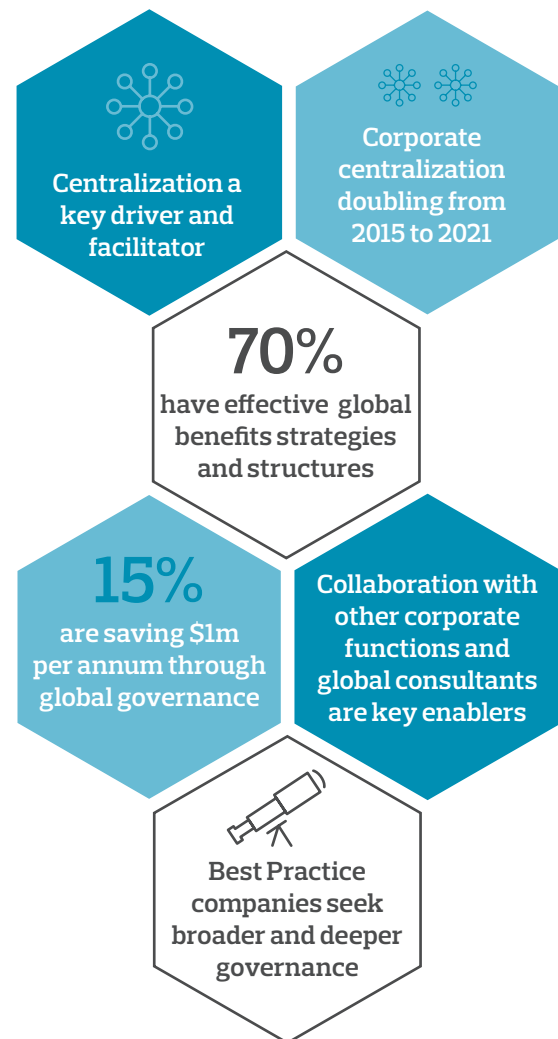 Centralization a
key driver and
facilitator
Corporate
centralization
doubling from
2015 to 2021
70%
have effective global
benefits strategies
and structures
15%
are saving $1m
per annum through
global governance
Collaboration with
other corporate
functions and
global consultants
are key enablers
Best Practice
companies seek
broader and deeper
governance